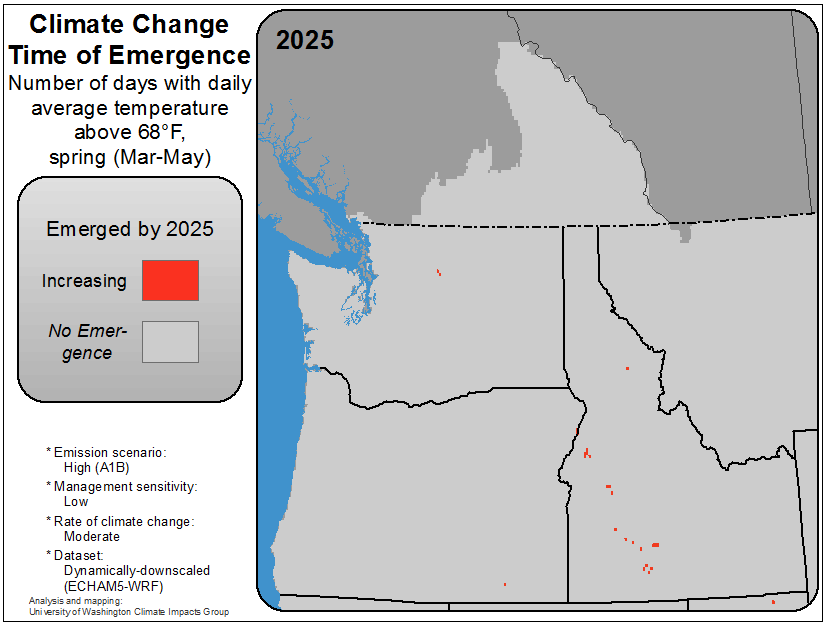 Climate Change
Time of Emergence
Number of days with daily
average temperature
above 68°F,
spring (Mar-May)
Emerged by 2025
Increasing
No Emer-
gence
* Emission scenario:
High (A1B)
* Management sensitivity:
Low
* Rate of climate change:
Moderate
* Dataset:
Dynamically-downscaled
(ECHAM5-WRF)
Analysis and mapping:
University of Washington Climate Impacts Group
2025